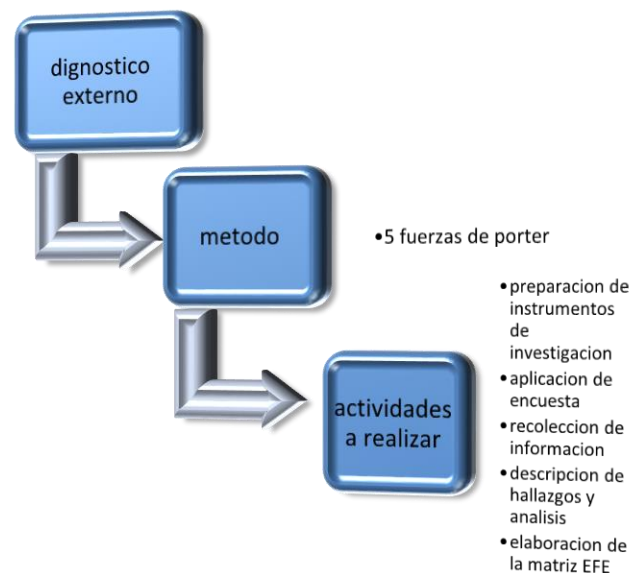 dignostico
externo
metodo
•5 fuerzas de porter
actividades
a realizar
•preparacion de
instrumentos
de
investigacion
•aplicacion de
encuesta
•recoleccion de
informacion
•descripcion de
hallazgos y
analisis
•elaboracion de
la matriz EFE